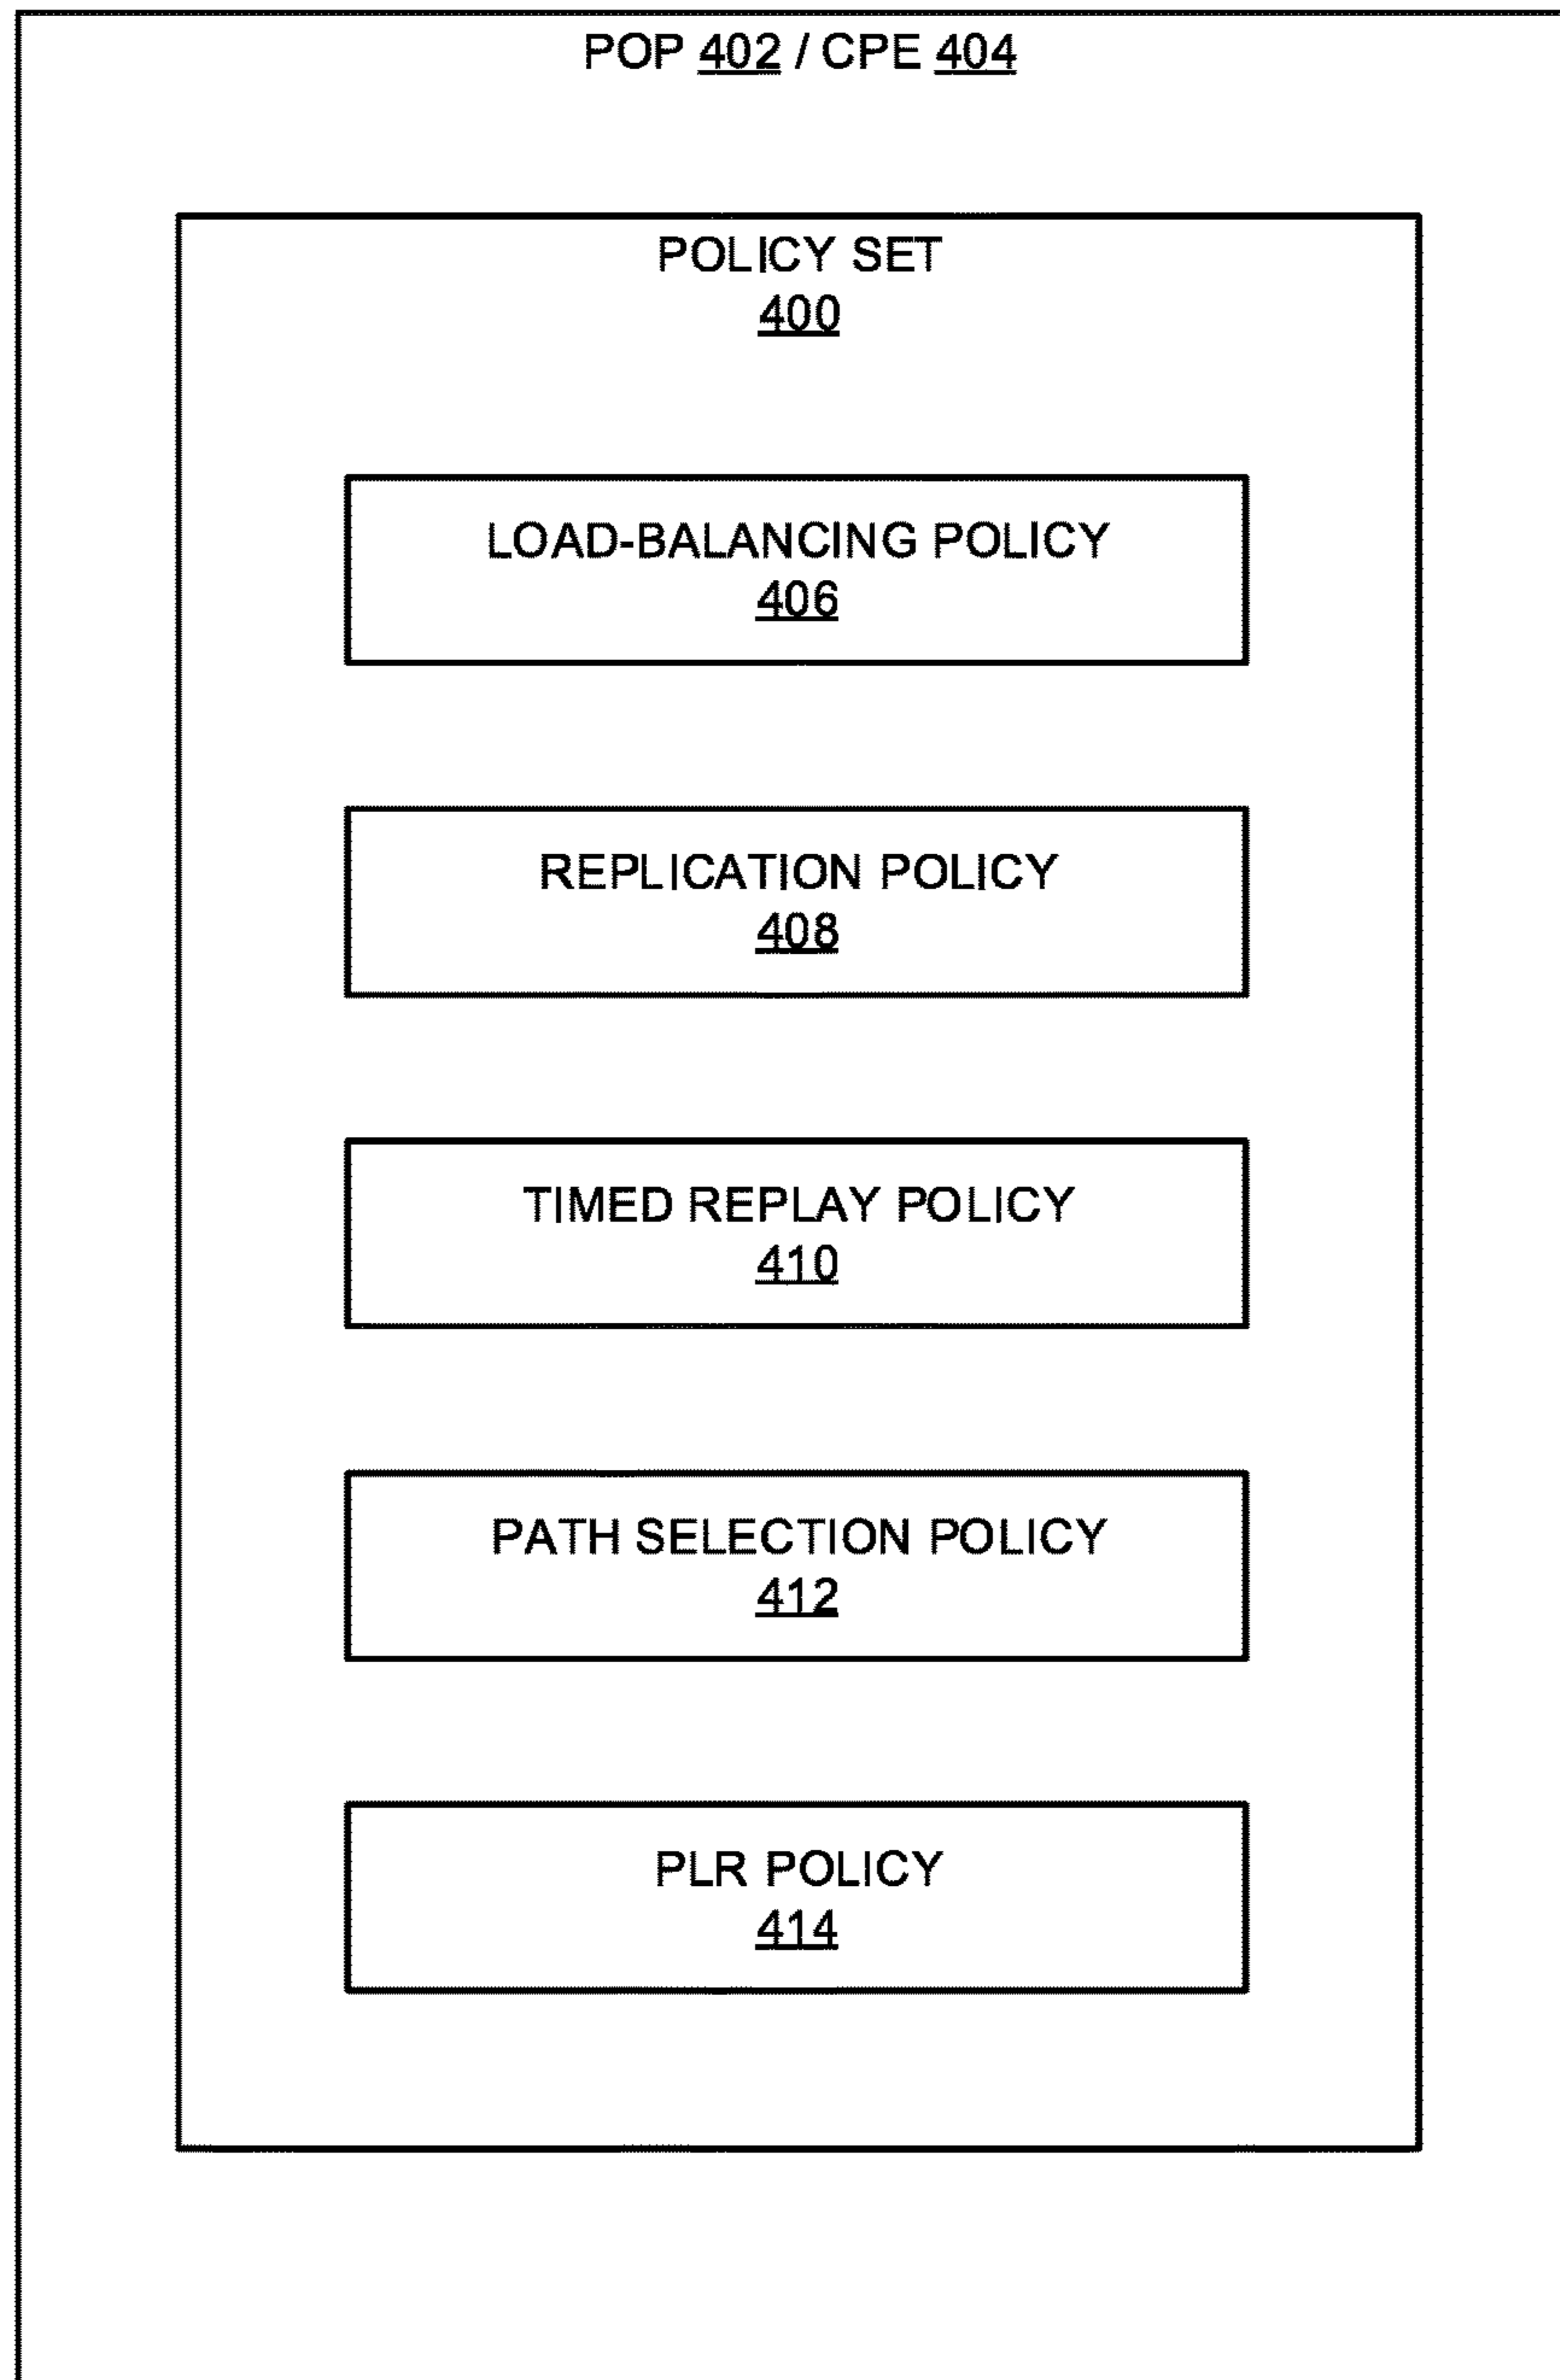 POP 402 / CPE 404
POLICY SET
400
LOAD-BALANCING POLICY
406
REPLICATION POLICY
408
TIMED REPLAY POLICY
410
PATH SELECTION POLICY
412
PLR POLICY
414